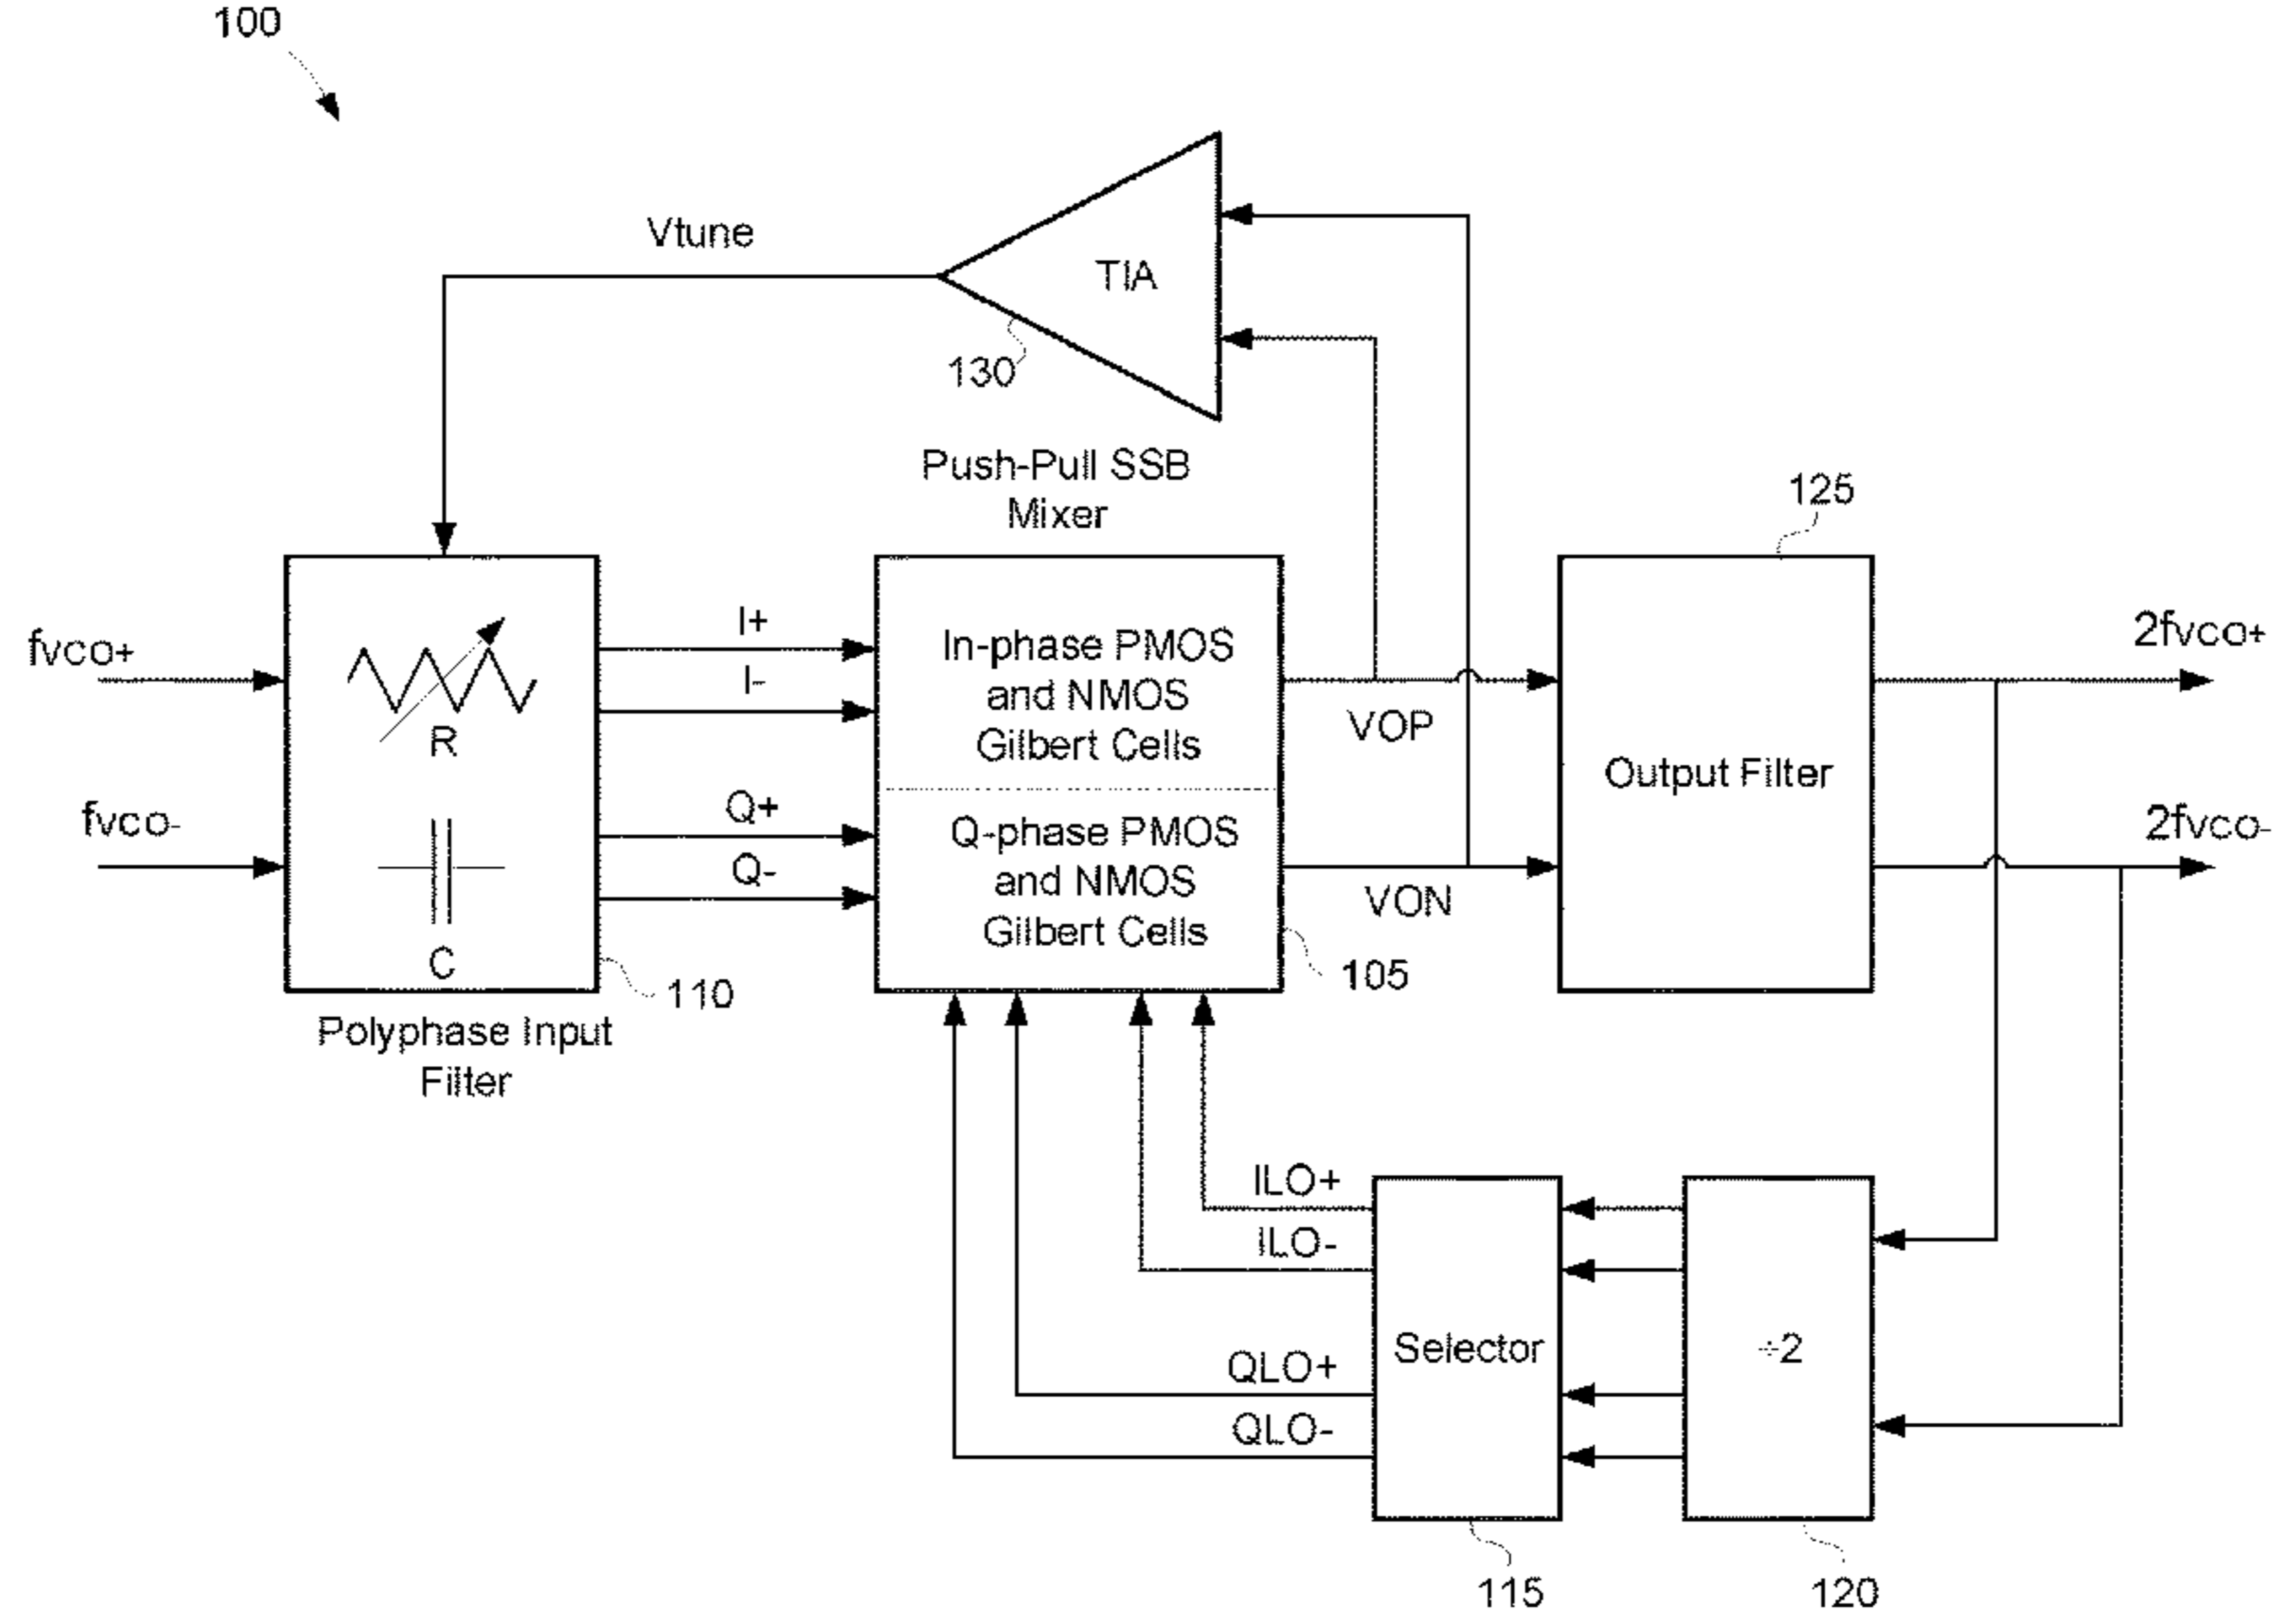 100
Vtune
TIA
130
Push-Pull SSB
Mixer
125
fvco+
fvco-
R
C
Polyphase Input
Filter
110
I+
I-
Q+
Q-
In-phase PMOS
and NMOS
Gilbert Cells
Q-phase PMOS
and NMOS
Gilbert Cells
105
VOP
VON
Output Filter
2fvco+
2fvco-
ILO+
ILO-
QLO+
QLO-
Selector
÷2
115
120